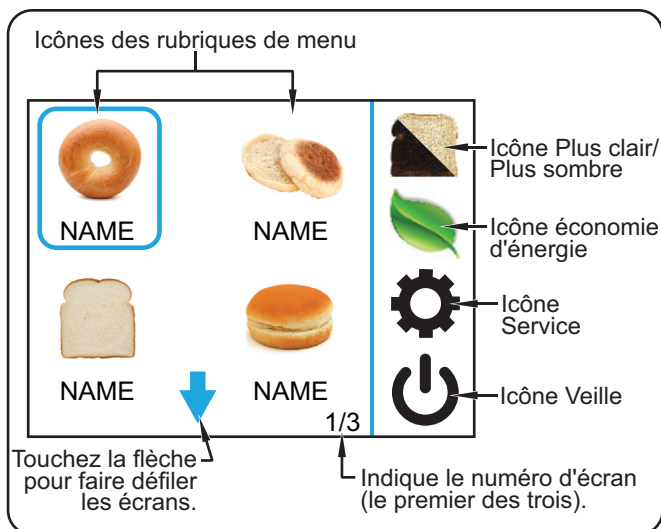 Icônes des rubriques de menu
NAME
NAME
NAME
NAME
1/3
Icône Plus clair/
Plus sombre
Icône économie
d'énergie
Icône
Service
Icône Veille
Touchez la flèche
pour faire défiler
les écrans.
Indique le numéro d'écran
(le premier des trois).